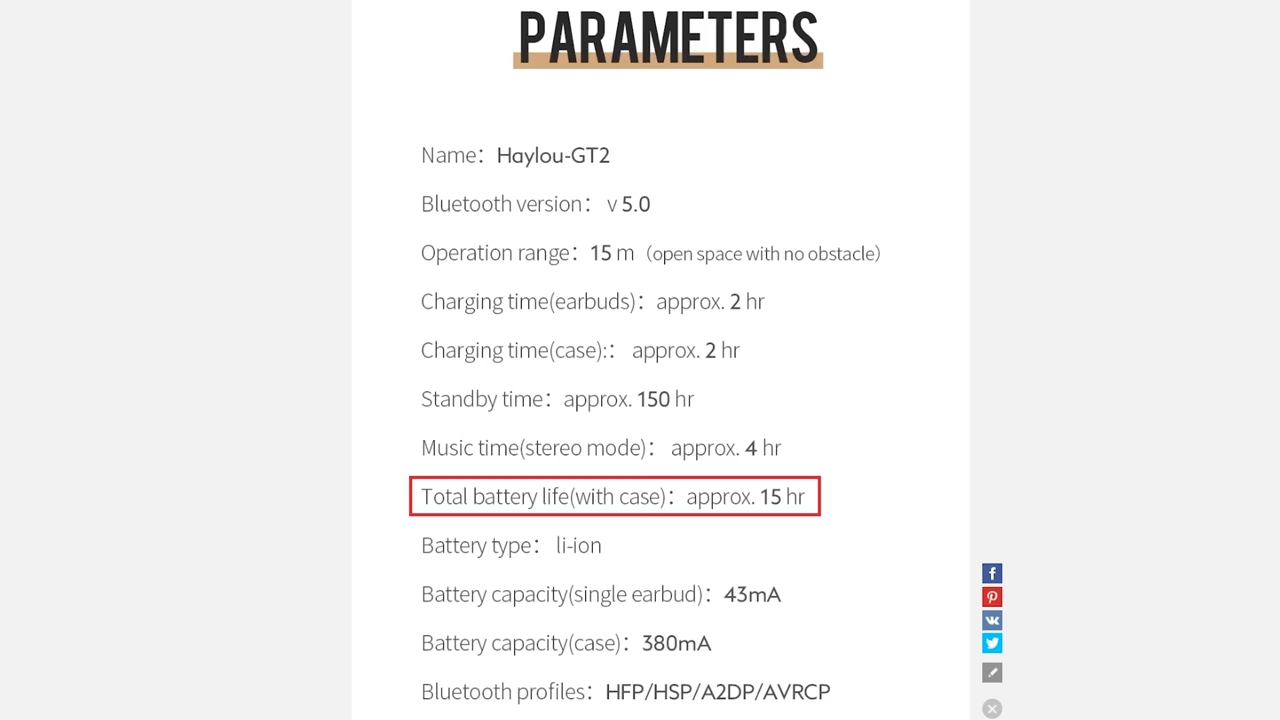 PARAMETERS
Name：Haylou-GT2
Bluetooth version： v 5.0
Operation range：15 m（open space with no obstacle）
Charging time(earbuds)：approx. 2 hr
Charging time(case):： approx. 2 hr
Standby time：approx. 150 hr
Music time(stereo mode)： approx. 4 hr
Total battery life(with case)：approx. 15 hr
Battery type： li-ion
Battery capacity(single earbud)：43mA
Battery capacity(case)：380mA
Bluetooth profiles：HFP/HSP/A2DP/AVRCP